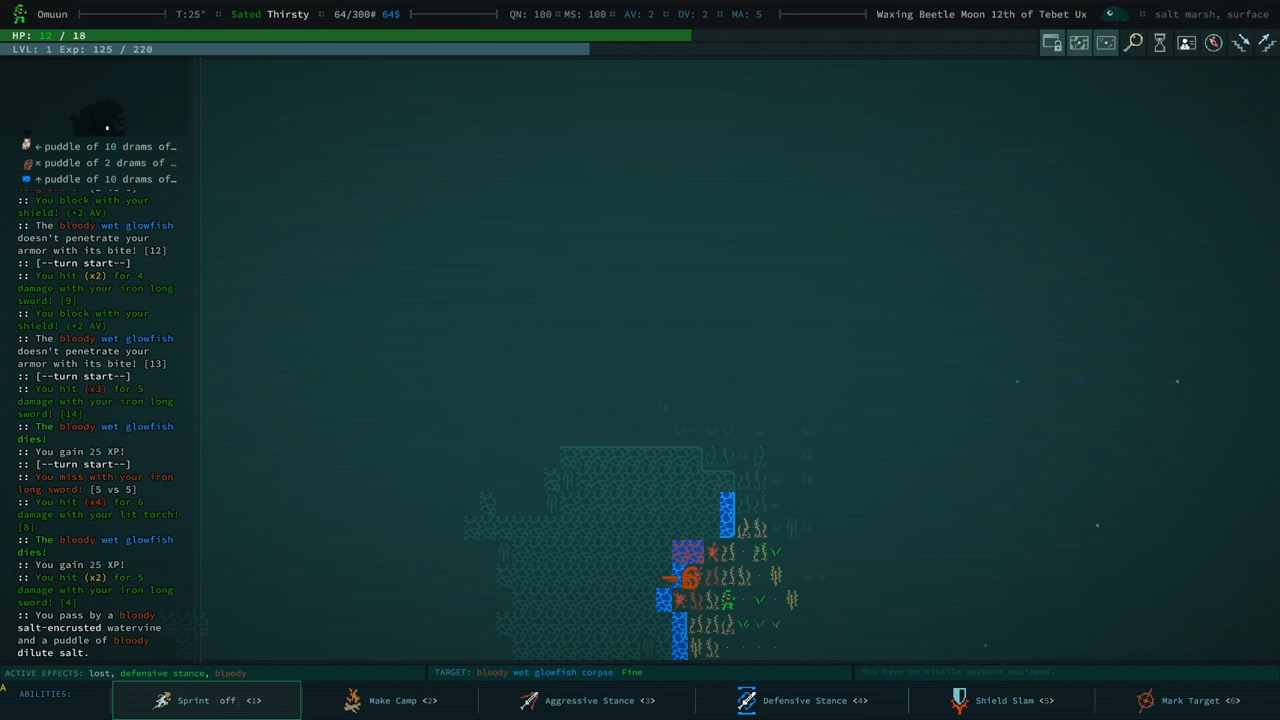 Omuun T:25° :: Sated Thirsty :: 64/300# 64$ QN: 100 MS: 100 :: AV: 2 :: DV: 2 :: MA: 5 Waxing Beetle Moon 12th of Tebet Ux :: salt marsh, surface
HP: 12 / 18
LVL: 1 Exp: 125 / 220
puddle of 10 drams of…
puddle of 2 drams of …
puddle of 10 drams of…
:: You block with your
shield! (+2 AV)
:: The bloody wet glowfish
doesn't penetrate your
armor with its bite! [12]
:: [--turn start--]
:: You hit (x2) for 4
damage with your iron long
sword! [9]
:: You block with your
shield! (+2 AV)
:: The bloody wet glowfish
doesn't penetrate your
armor with its bite! [13]
:: [--turn start--]
:: You hit (x3) for 5
damage with your iron long
sword! [14]
:: The bloody wet glowfish
dies!
:: You gain 25 XP!
:: [--turn start--]
:: You miss with your iron
long sword! [5 vs 5]
:: You hit (x4) for 6
damage with your lit torch!
[8]
:: The bloody wet glowfish
dies!
:: You gain 25 XP!
:: You hit (x2) for 5
damage with your iron long
sword! [4]
:: You pass by a bloody
salt-encrusted watervine
and a puddle of bloody
dilute salt.
-6
ACTIVE EFFECTS: lost, defensive stance, bloody TARGET: bloody wet glowfish corpse Fine You have no missile weapons equipped.
A ABILITIES: Sprint [off] <1> Make Camp <2> Aggressive Stance <3> Defensive Stance <4> Shield Slam <5> Mark Target <6>